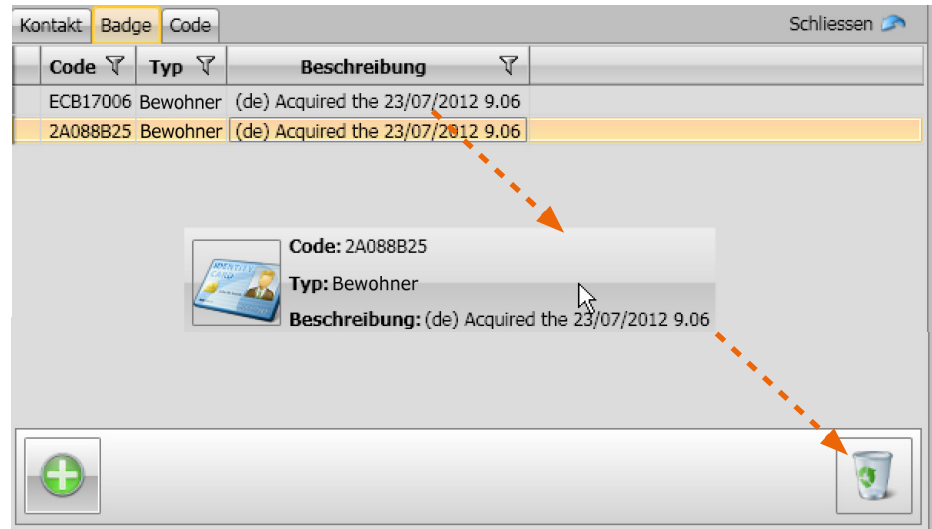 Kontakt Badge Code Schliessen
Code Typ Beschreibung
ECB17006 Bewohner (de) Acquired the 23/07/2012 9.06
2A088B25 Bewohner (de) Acquired the 23/07/2012 9.06
IDENTITY
CARD
Code: 2A088B25
Typ: Bewohner
Beschreibung: (de) Acquired the 23/07/2012 9.06